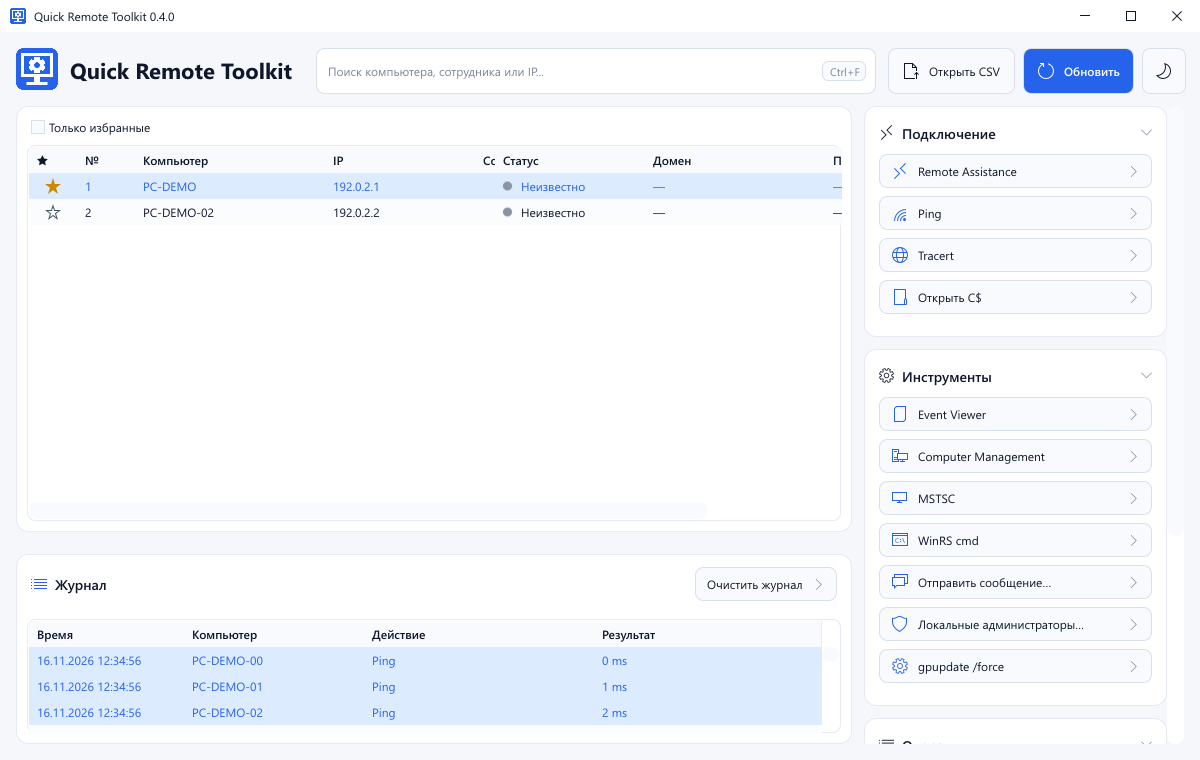 Quick Remote Toolkit 0.4.0
Quick Remote Toolkit
Поиск компьютера, сотрудника или IP...
Ctrl+F
Открыть CSV
Обновить
Только избранные
№ Компьютер IP Сс Статус Домен П
1 PC-DEMO 192.0.2.1 Неизвестно — —
2 PC-DEMO-02 192.0.2.2 Неизвестно — —
Журнал
Очистить журнал
Время Компьютер Действие Результат
16.11.2026 12:34:56 PC-DEMO-00 Ping 0 ms
16.11.2026 12:34:56 PC-DEMO-01 Ping 1 ms
16.11.2026 12:34:56 PC-DEMO-02 Ping 2 ms
Подключение
Remote Assistance
Ping
Tracert
Открыть C$
Инструменты
Event Viewer
Computer Management
MSTSC
WinRS cmd
Отправить сообщение...
Локальные администраторы...
gpupdate /force